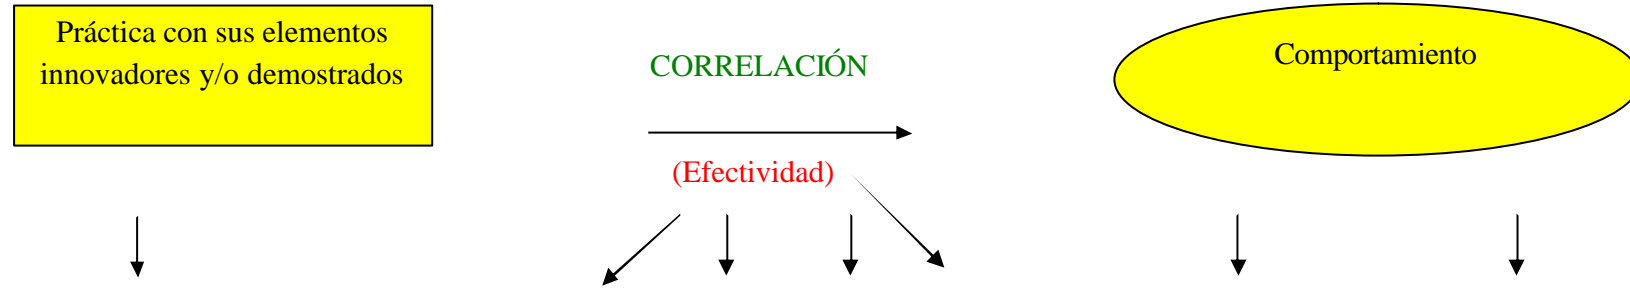 Práctica con sus elementos
innovadores y/o demostrados
CORRELACIÓN
(Efectividad)
Comportamiento